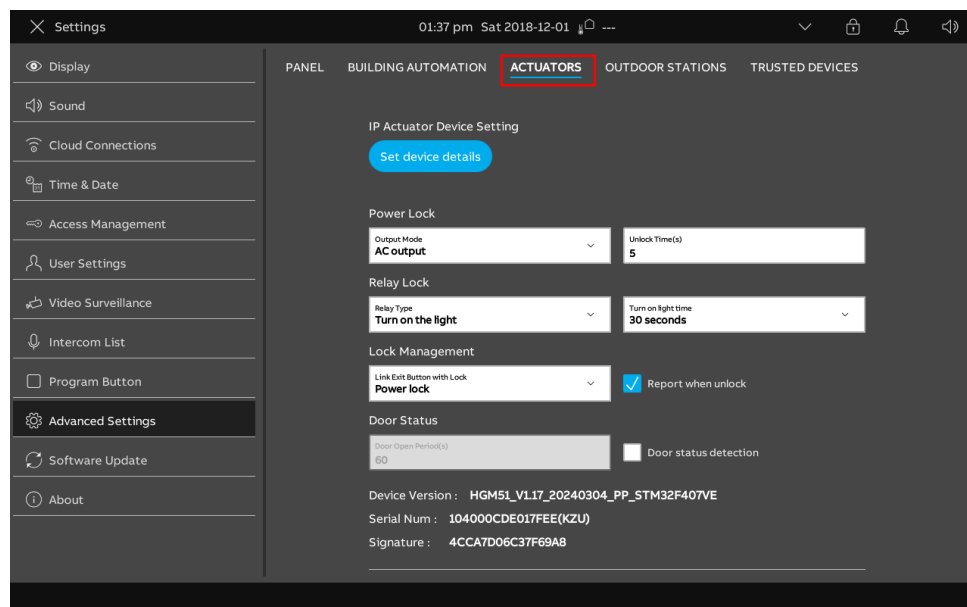 Settings
01:37 pm Sat 2018-12-01 ---
Display
Sound
Cloud Connections
Time & Date
Access Management
User Settings
Video Surveillance
Intercom List
Program Button
Advanced Settings
Software Update
About
PANEL BUILDING AUTOMATION ACTUATORS OUTDOOR STATIONS TRUSTED DEVICES
IP Actuator Device Setting
Set device details
Power Lock
Output Mode
AC output
Unlock Time(s)
5
Relay Lock
Relay Type
Turn on the light
Turn on light time
30 seconds
Lock Management
Link Exit Button with Lock
Power lock
Report when unlock
Door Status
Door Open Period(s)
60
Door status detection
Device Version : HGM51_V1.17_20240304_PP_STM32F407VE
Serial Num : 104000CDE017FEE(KZU)
Signature : 4CCA7D06C37F69A8